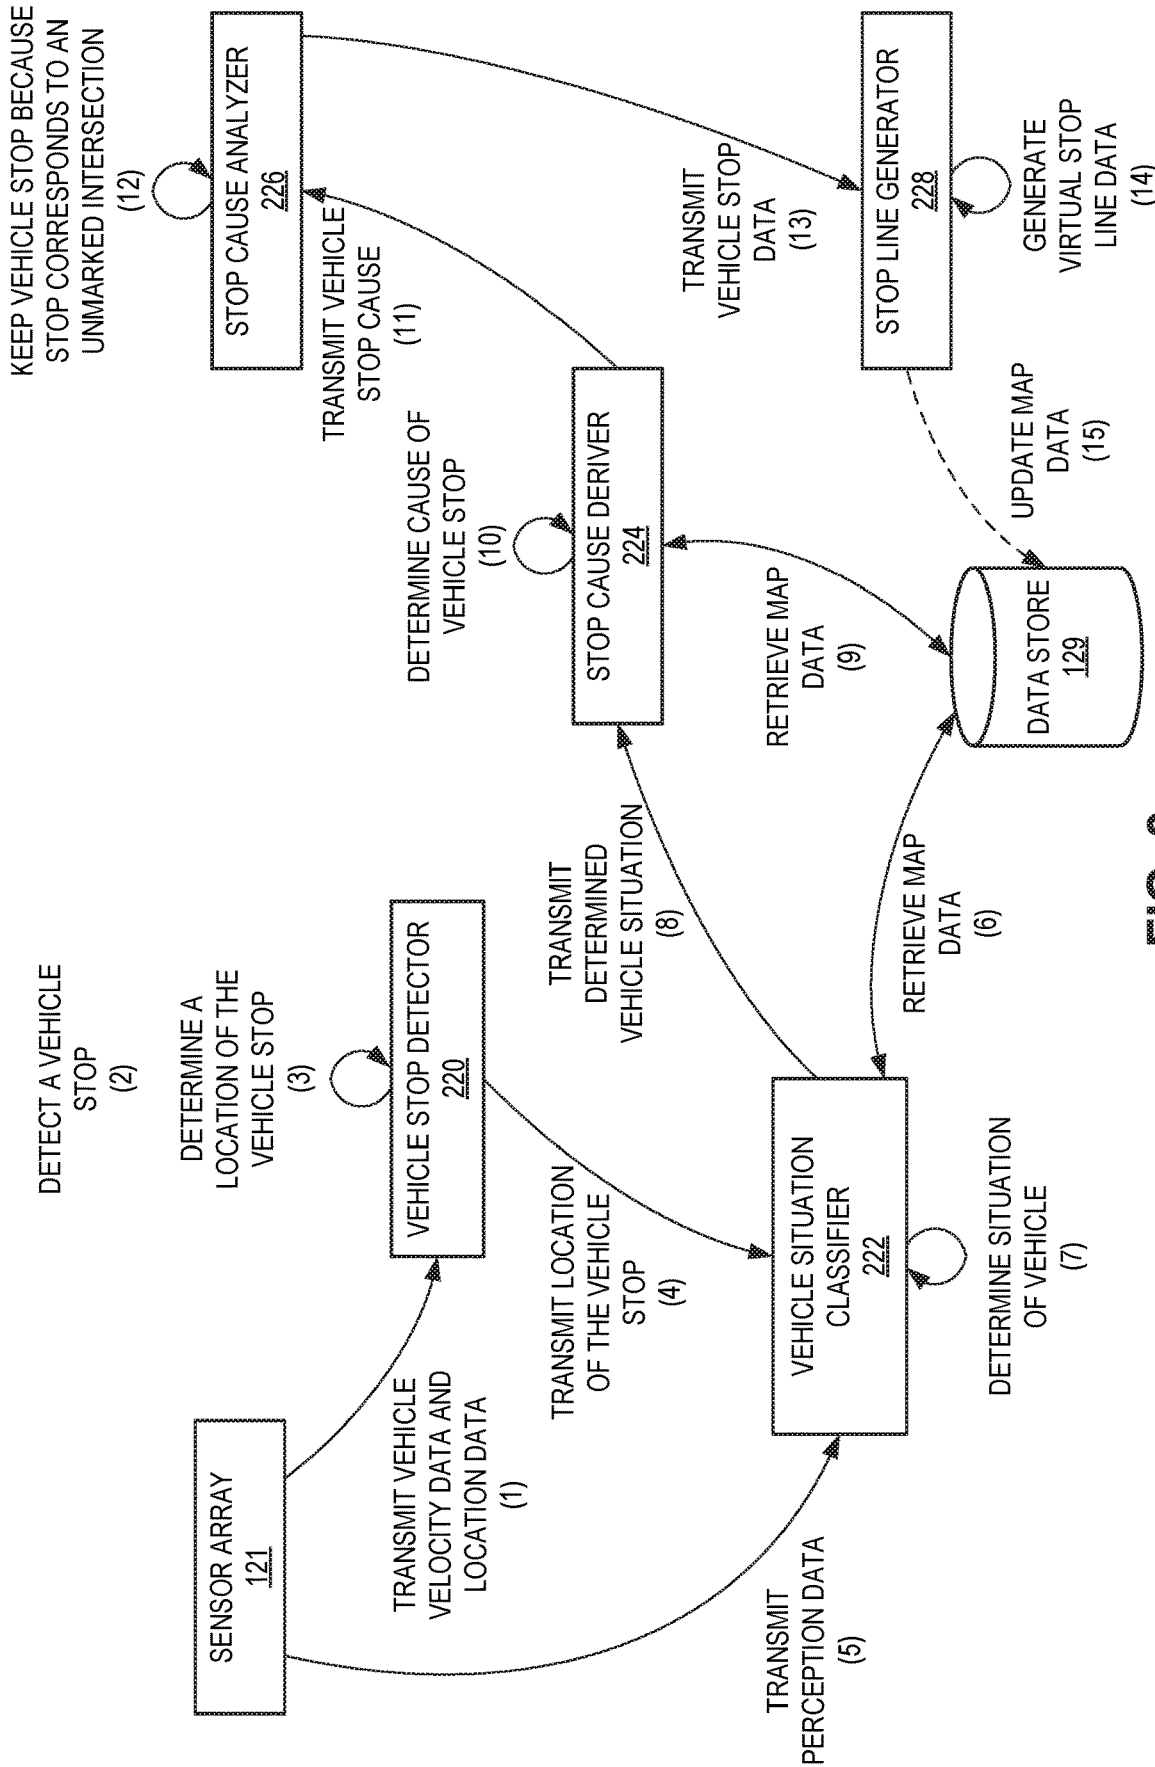 DETECT A VEHICLE
STOP
(2)
DETERMINE A
LOCATION OF THE
VEHICLE STOP
(3)
SENSOR ARRAY
121
VEHICLE STOP DETECTOR
220
TRANSMIT VEHICLE
VELOCITY DATA AND
LOCATION DATA
(1)
TRANSMIT LOCATION
OF THE VEHICLE
STOP
(4)
TRANSMIT
PERCEPTION DATA
(5)
VEHICLE SITUATION
CLASSIFIER
222
DETERMINE SITUATION
OF VEHICLE
(7)
RETRIEVE MAP
DATA
(6)
TRANSMIT
DETERMINED
VEHICLE SITUATION
(8)
DETERMINE CAUSE OF
VEHICLE STOP
(10)
STOP CAUSE DERIVER
224
RETRIEVE MAP
DATA
(9)
DATA STORE
129
KEEP VEHICLE STOP BECAUSE
STOP CORRESPONDS TO AN
UNMARKED INTERSECTION
(12)
STOP CAUSE ANALYZER
226
TRANSMIT VEHICLE
STOP CAUSE
(11)
TRANSMIT
VEHICLE STOP
DATA
(13)
STOP LINE GENERATOR
228
GENERATE
VIRTUAL STOP
LINE DATA
(14)
UPDATE MAP
DATA
(15)